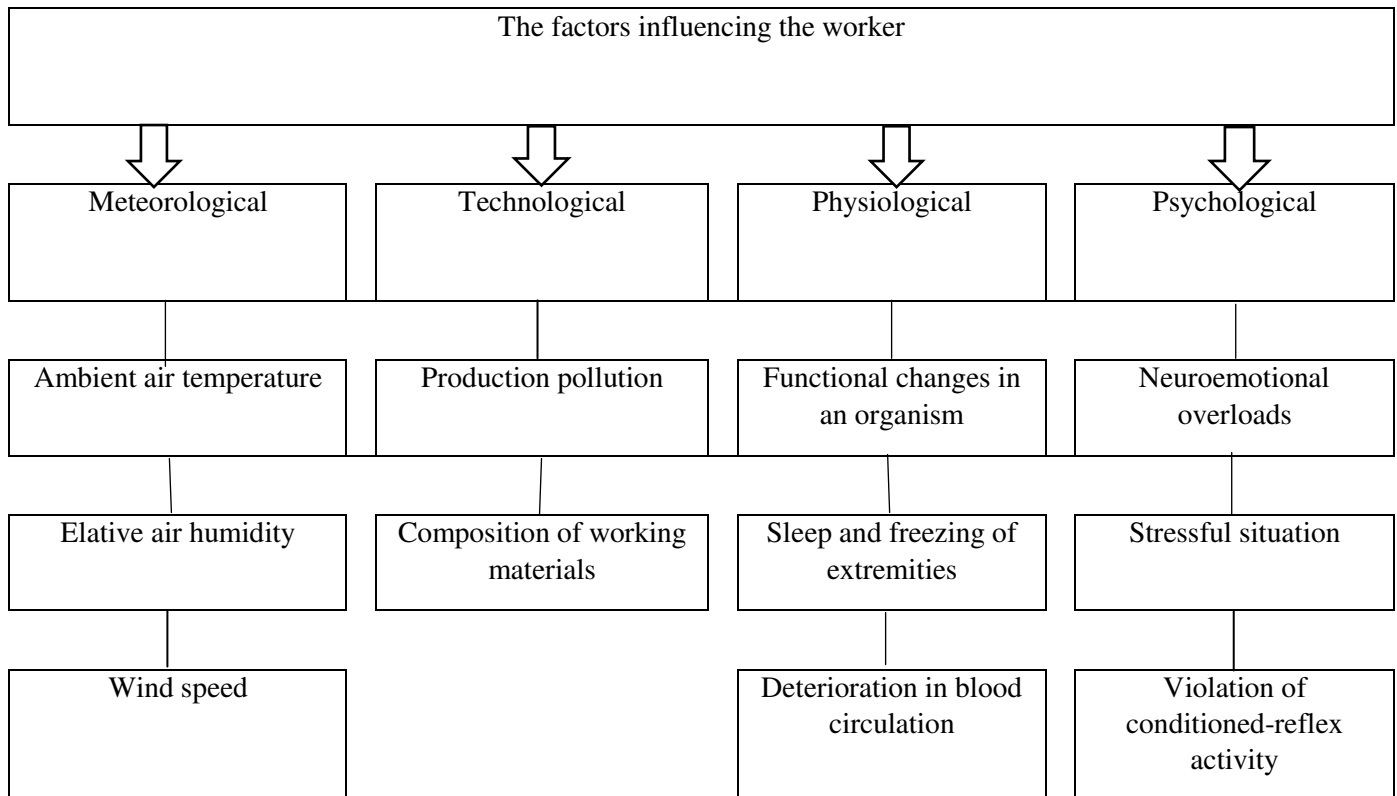 The factors influencing the worker
Meteorological
Technological
Physiological
Psychological
Ambient air temperature
Production pollution
Functional changes in
an organism
Neuroemotional
overloads
Elative air humidity
Composition of working
materials
Sleep and freezing of
extremities
Stressful situation
Wind speed
Deterioration in blood
circulation
Violation of
conditioned-reflex
activity